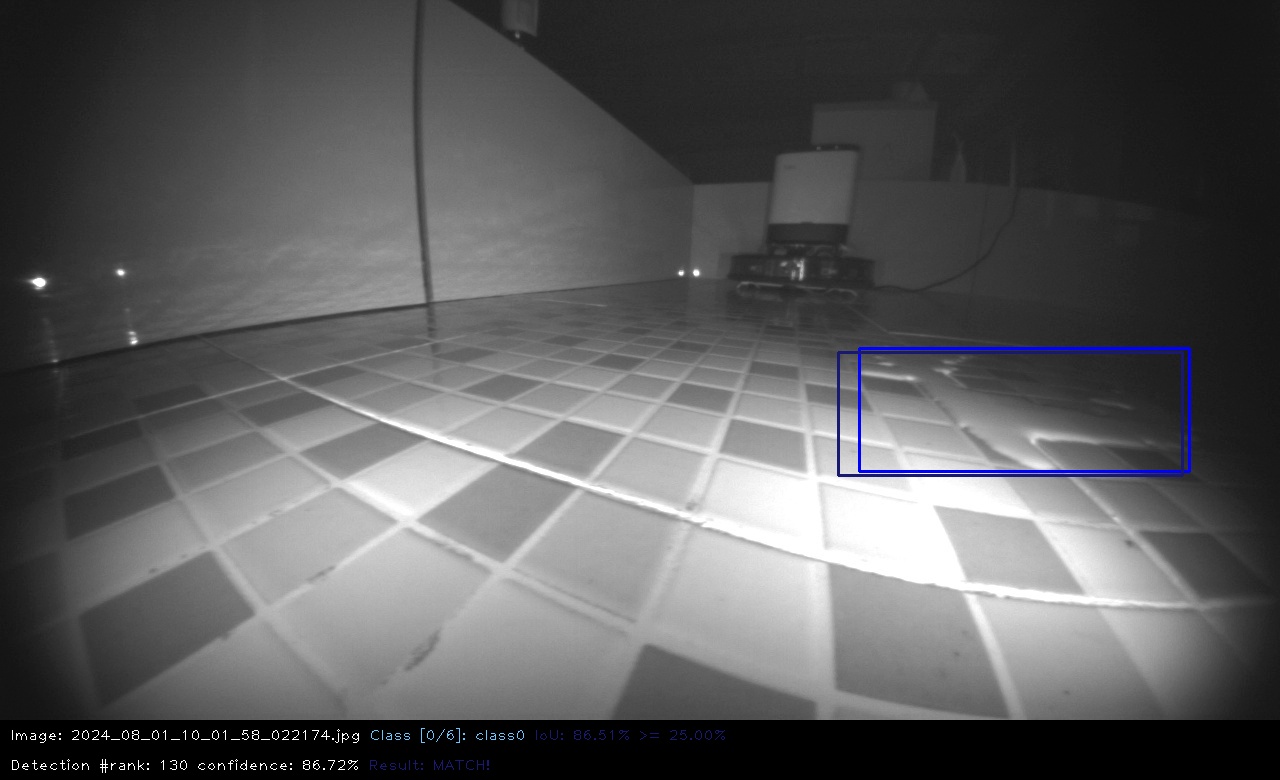 Image: 2024_08_01_10_01_58_022174.jpg Class [0/6]: class0 IoU: 86.51% >= 25.00%
Detection #rank: 130 confidence: 86.72% Result: MATCH!